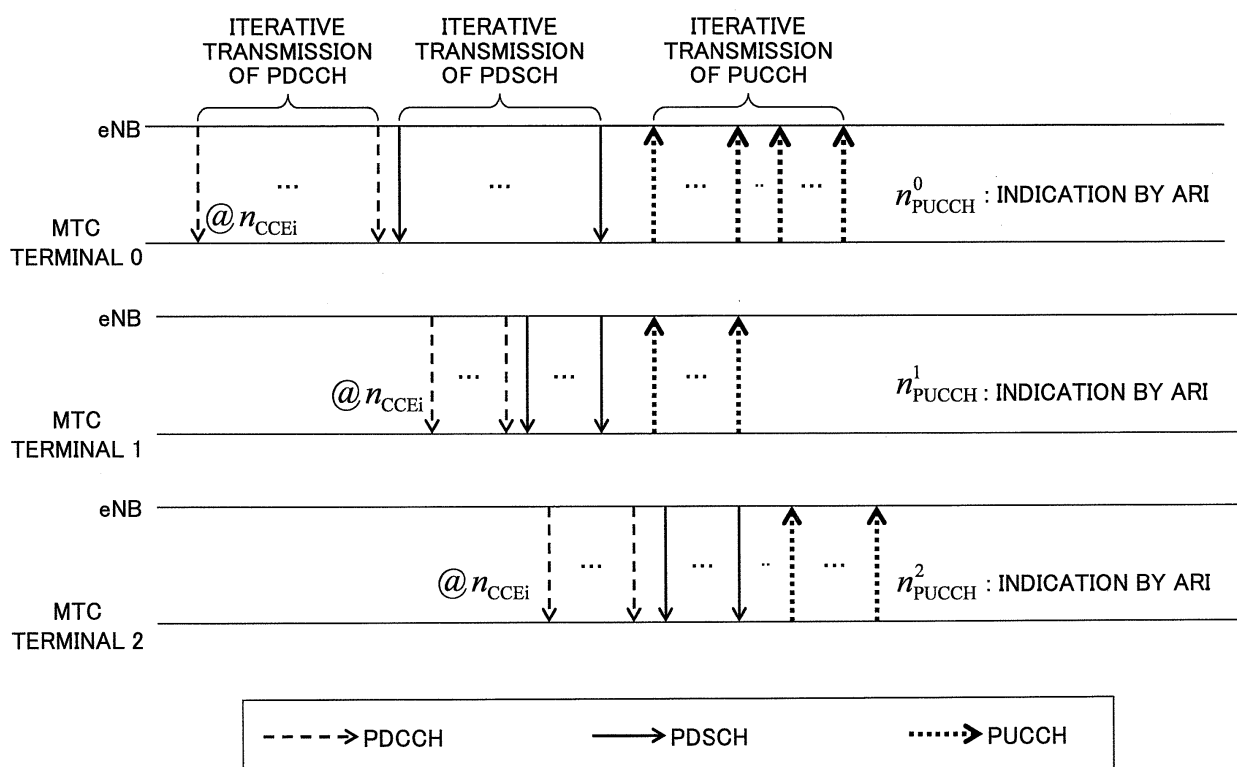 ITERATIVE TRANSMISSION OF PDCCH
ITERATIVE TRANSMISSION OF PDSCH
ITERATIVE TRANSMISSION OF PUCCH
eNB
... ... ... .. ...
@ n_CCEi
n^0_PUCCH : INDICATION BY ARI
MTC
TERMINAL 0
eNB
... ... ...
@ n_CCEi
n^1_PUCCH : INDICATION BY ARI
MTC
TERMINAL 1
eNB
... ... .. ...
@ n_CCEi
n^2_PUCCH : INDICATION BY ARI
MTC
TERMINAL 2
PDCCH
PDSCH
PUCCH